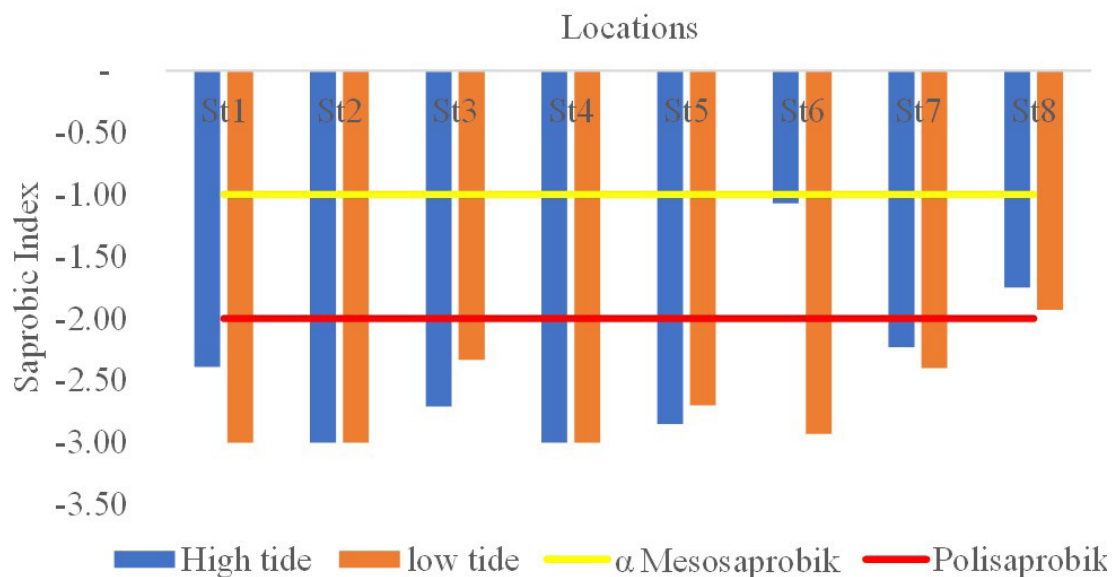 Locations
-
St1 St2 St3 St4 St5 St6 St7 St8
-0.50
-1.00
-1.50
-2.00
-2.50
-3.00
-3.50
Saprobic Index
High tide low tide α Mesosaprobik Polisaprobik